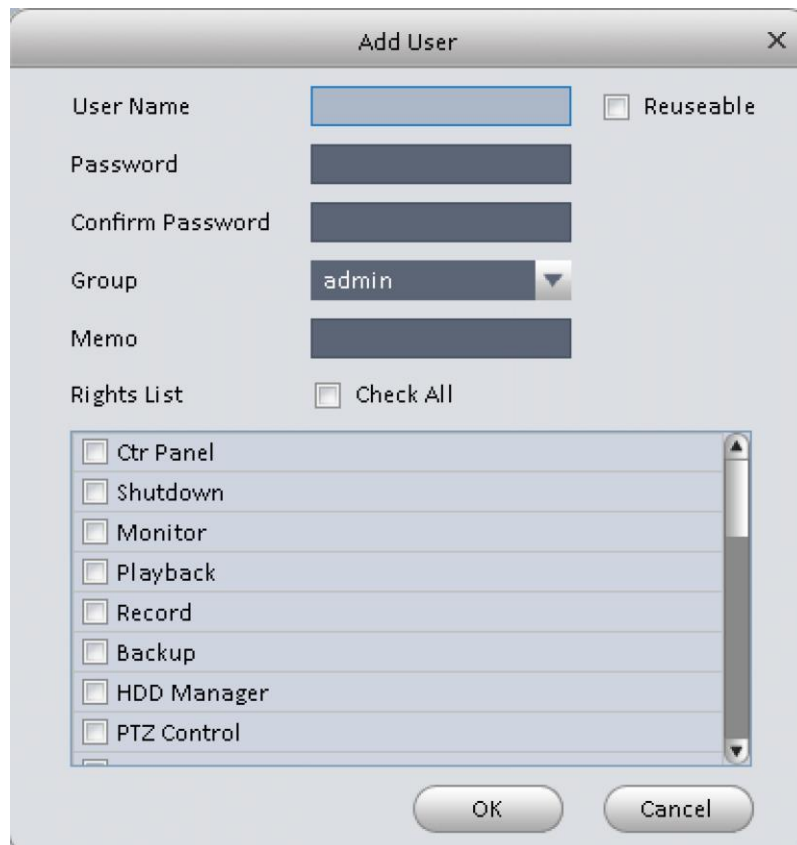 Add User
User Name
Reuseable
Password
Confirm Password
Group
admin
Memo
Rights List
Check All
Ctr Panel
Shutdown
Monitor
Playback
Record
Backup
HDD Manager
PTZ Control
OK
Cancel